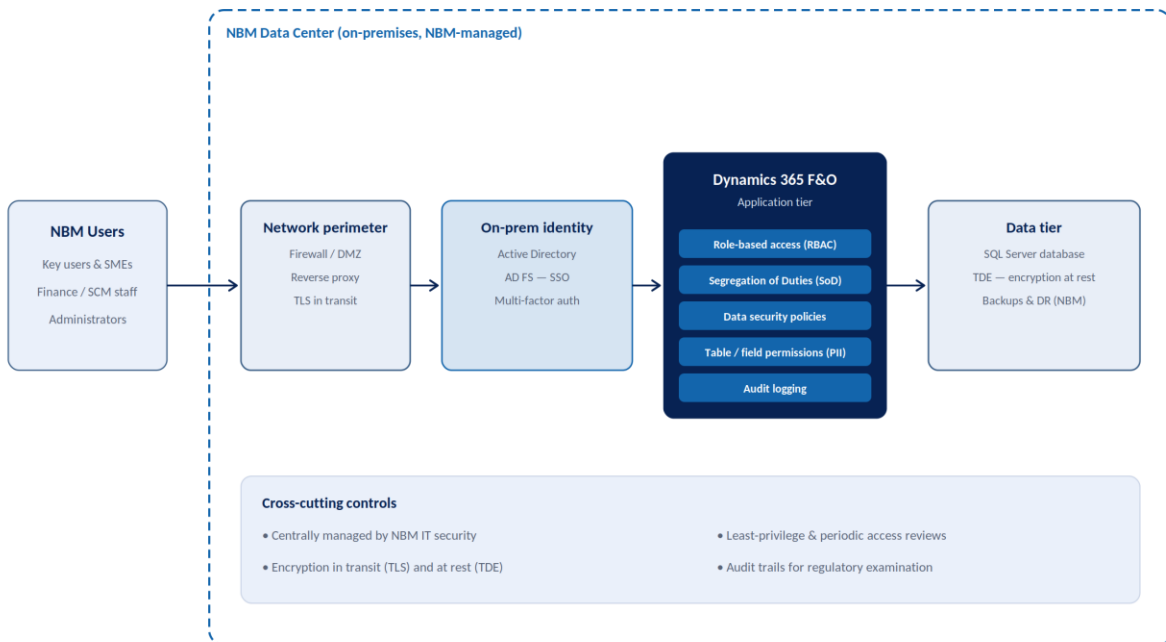 NBM Data Center (on-premises, NBM-managed)
NBM Users
Key users & SMEs
Finance / SCM staff
Administrators
Network perimeter
Firewall / DMZ
Reverse proxy
TLS in transit
On-prem identity
Active Directory
AD FS — SSO
Multi-factor auth
Dynamics 365 F&O
Application tier
Role-based access (RBAC)
Segregation of Duties (SoD)
Data security policies
Table / field permissions (PII)
Audit logging
Data tier
SQL Server database
TDE — encryption at rest
Backups & DR (NBM)
Cross-cutting controls
• Centrally managed by NBM IT security
• Least-privilege & periodic access reviews
• Encryption in transit (TLS) and at rest (TDE)
• Audit trails for regulatory examination